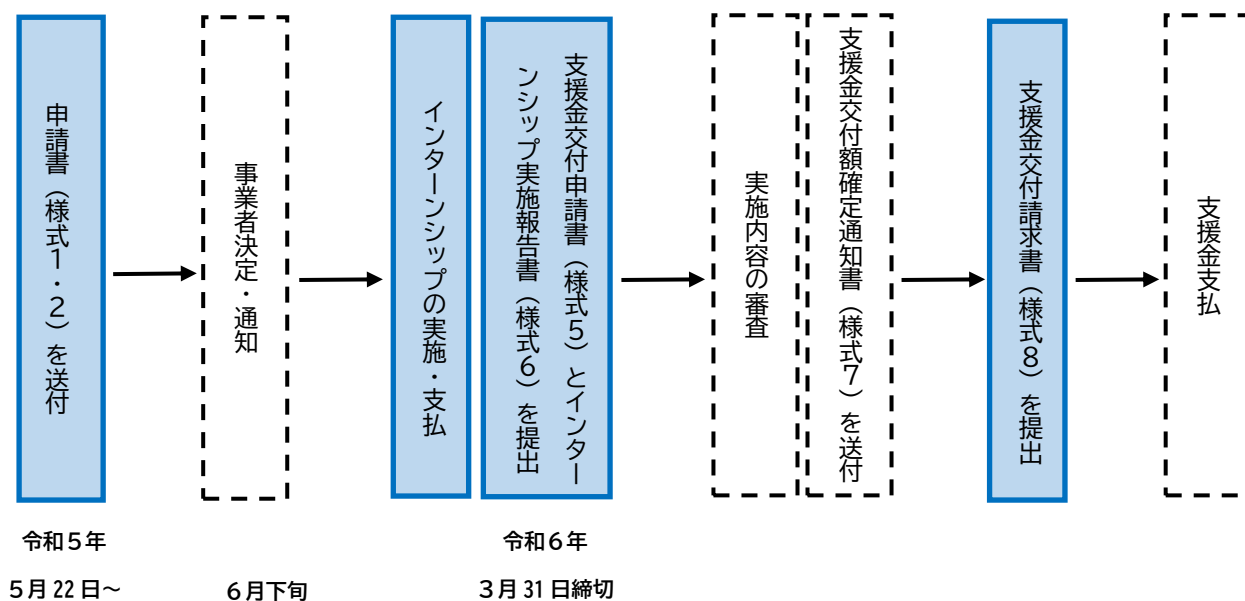 申請書（様式１・２）を送付
事業者決定・通知
インターンシップの実施・支払
支援金交付申請書（様式５）とインター
ンシップ実施報告書（様式６）を提出
実施内容の審査
支援金交付額確定通知書（様式７）を送付
支援金交付請求書（様式８）を提出
支援金支払
令和５年
５月 22 日～
６月下旬
令和６年
３月 31 日締切